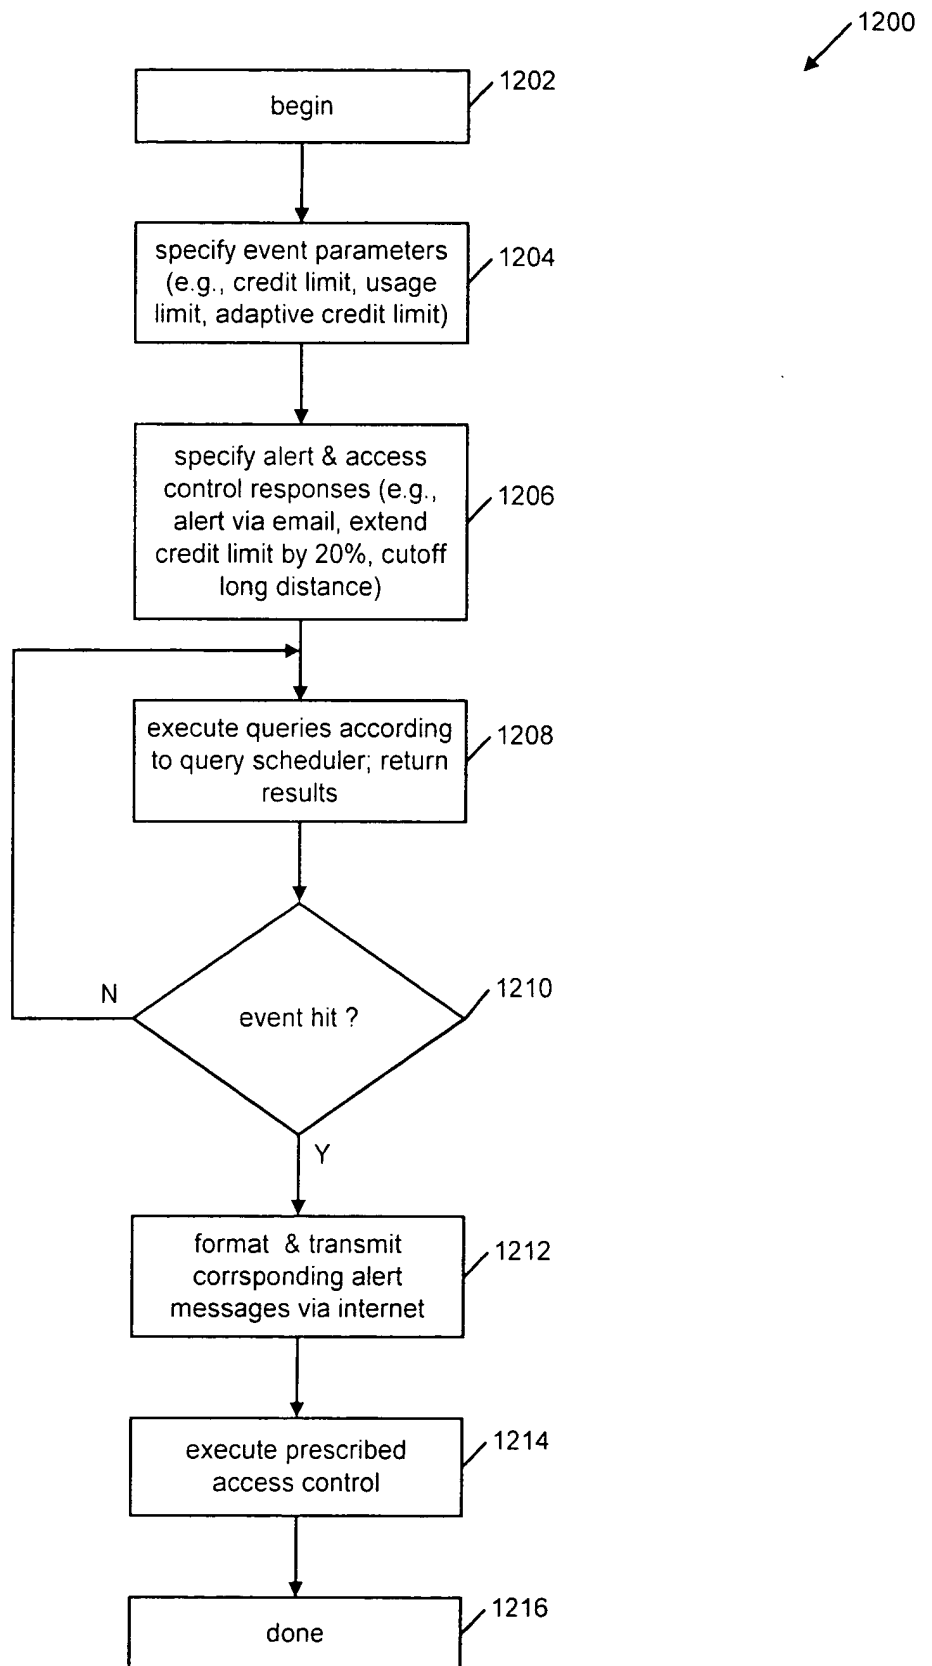 1200
begin
1202
specify event parameters
(e.g., credit limit, usage
limit, adaptive credit limit)
1204
specify alert & access
control responses (e.g.,
alert via email, extend
credit limit by 20%, cutoff
long distance)
1206
execute queries according
to query scheduler; return
results
1208
event hit ?
1210
N
Y
format & transmit
corrsponding alert
messages via internet
1212
execute prescribed
access control
1214
done
1216